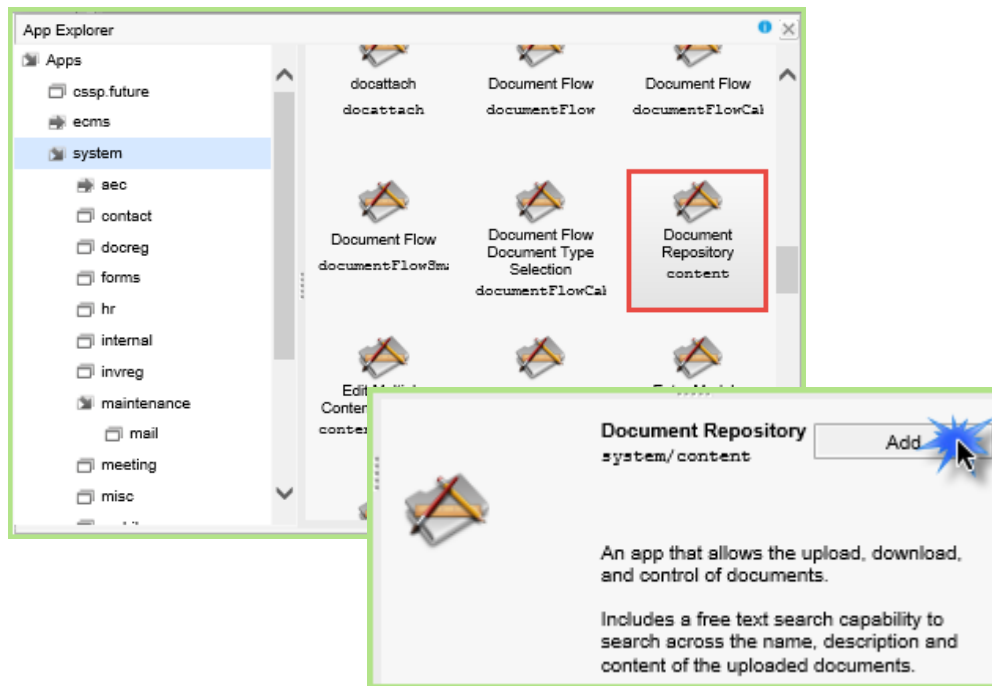 App Explorer
Apps
cssp.future
ecms
system
aec
contact
docreg
forms
hr
internal
invreg
maintenance
mail
meeting
misc
docattach
docattach
Document Flow
documentFlow
Document Flow
documentFlowCal
Document Flow
documentFlowSma
Document Flow
Document Type
Selection
documentFlowCal
Document
Repository
content
Document Repository
system/content
Add
An app that allows the upload, download,
and control of documents.
Includes a free text search capability to
search across the name, description and
content of the uploaded documents.